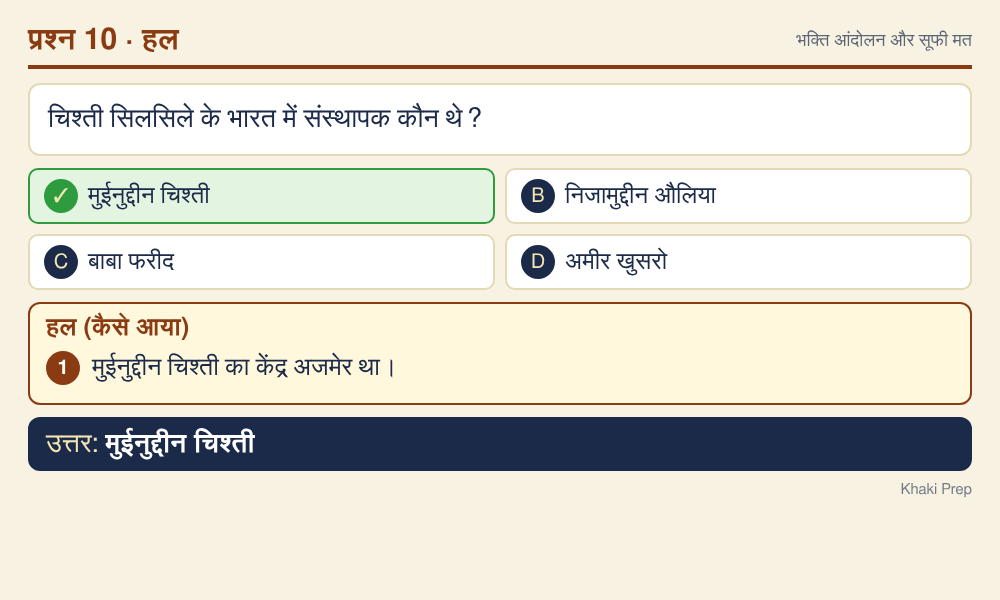 प्रश्न 10 · हल
भक्ति आंदोलन और सूफी मत
चिश्ती सिलसिले के भारत में संस्थापक कौन थे ?
✓ मुईनुद्दीन चिश्ती
B निजामुद्दीन औलिया
C बाबा फरीद
D अमीर खुसरो
हल (कैसे आया)
1 मुईनुद्दीन चिश्ती का केंद्र अजमेर था।
उत्तर: मुईनुद्दीन चिश्ती
Khaki Prep